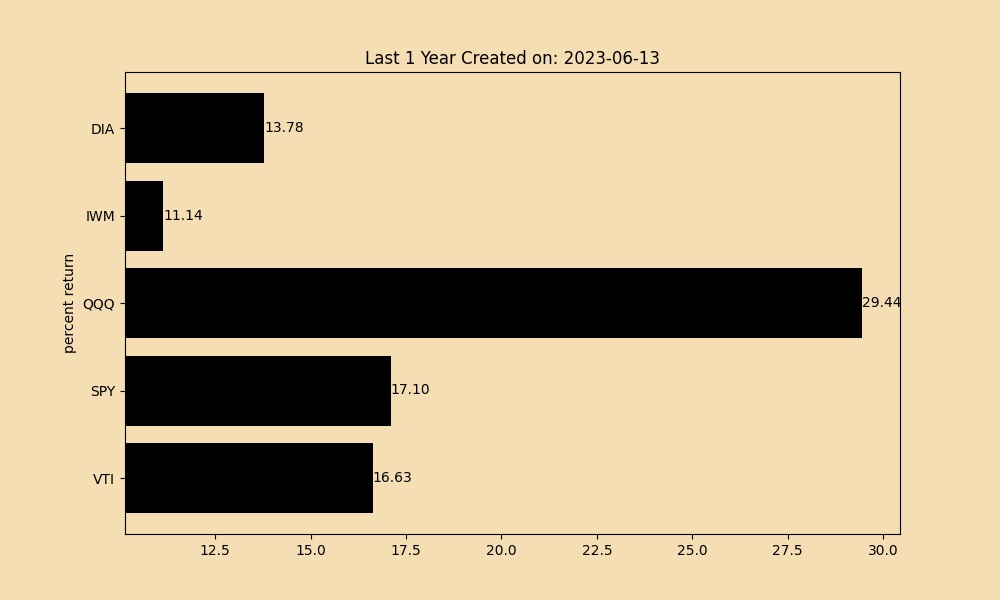 Last 1 Year Created on: 2023-06-13
percent return
DIA 13.78
IWM 11.14
QQQ 29.44
SPY 17.10
VTI 16.63
12.5 15.0 17.5 20.0 22.5 25.0 27.5 30.0